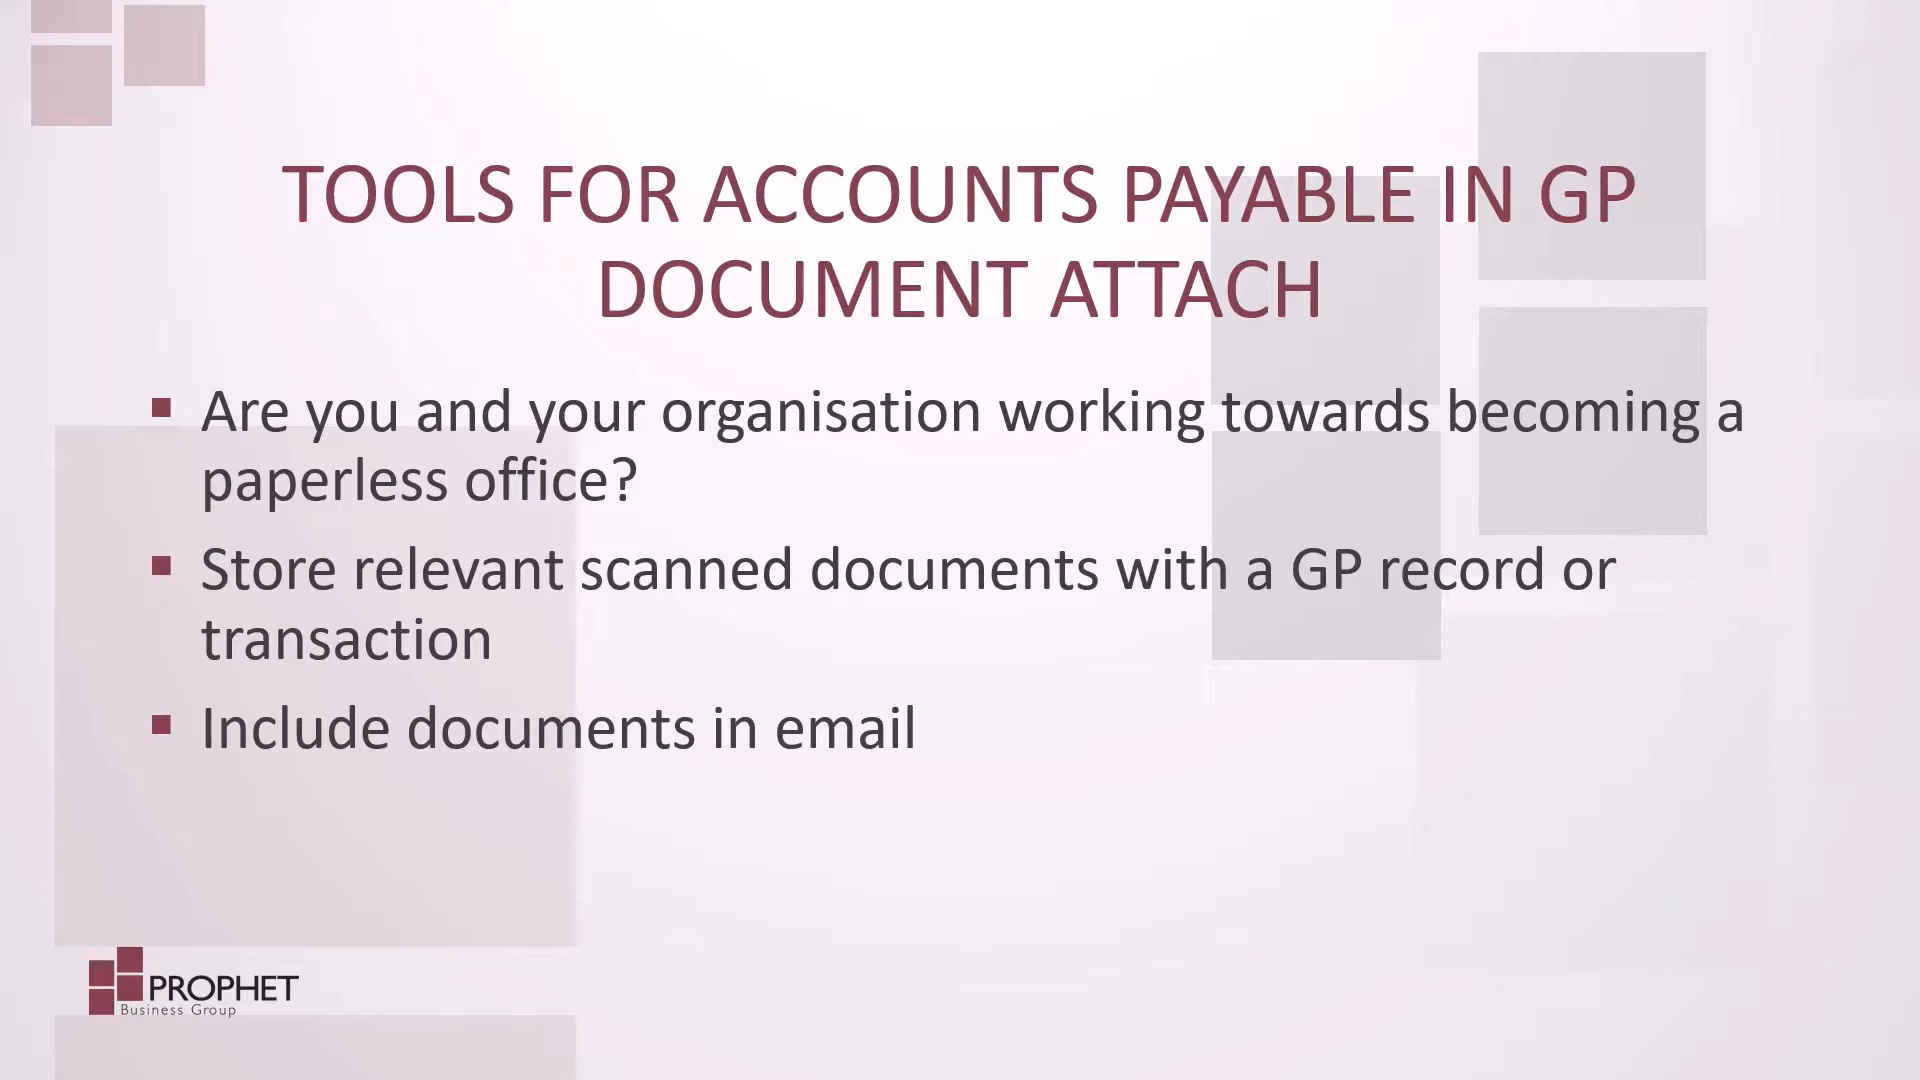 TOOLS FOR ACCOUNTS PAYABLE IN GP
DOCUMENT ATTACH
▪ Are you and your organisation working towards becoming a
paperless office?
▪ Store relevant scanned documents with a GP record or
transaction
▪ Include documents in email
PROPHET
Business Group